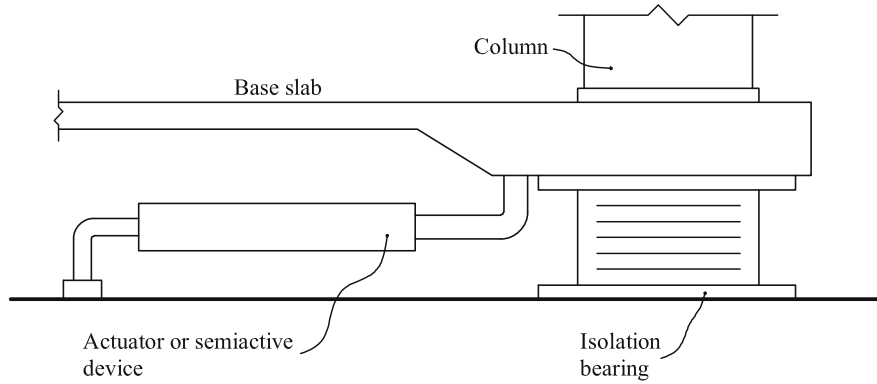 Column
Base slab
Actuator or semiactive
device
Isolation
bearing